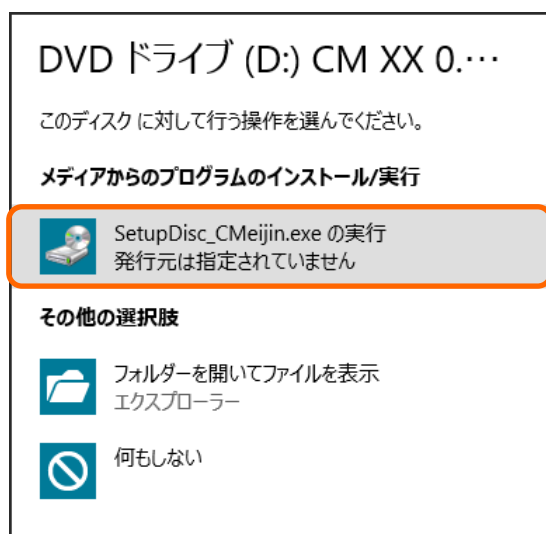 DVD ドライブ (D:) CM XX 0.…
このディスク に対して行う操作を選んでください。
メディアからのプログラムのインストール/実行
SetupDisc_CMeijin.exe の実行
発行元は指定されていません
その他の選択肢
フォルダーを開いてファイルを表示
エクスプローラー
何もしない